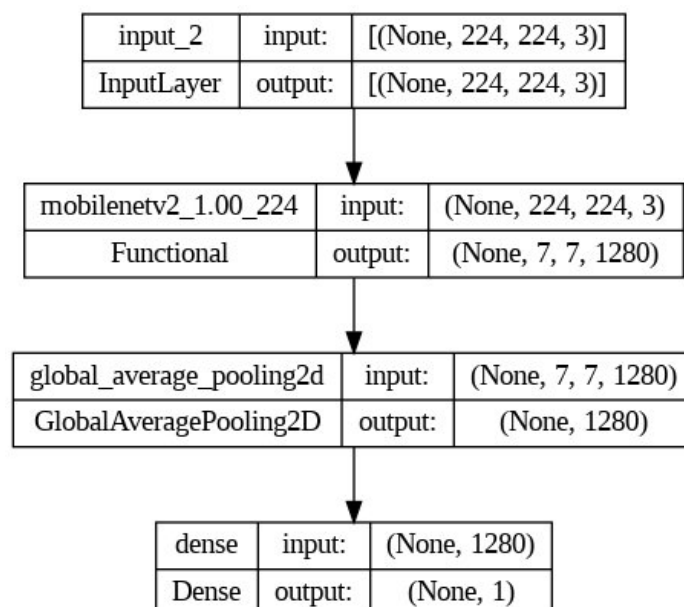 input_2 input: [(None, 224, 224, 3)]
InputLayer output: [(None, 224, 224, 3)]
mobilenetv2_1.00_224 input: (None, 224, 224, 3)
Functional output: (None, 7, 7, 1280)
global_average_pooling2d input: (None, 7, 7, 1280)
GlobalAveragePooling2D output: (None, 1280)
dense input: (None, 1280)
Dense output: (None, 1)